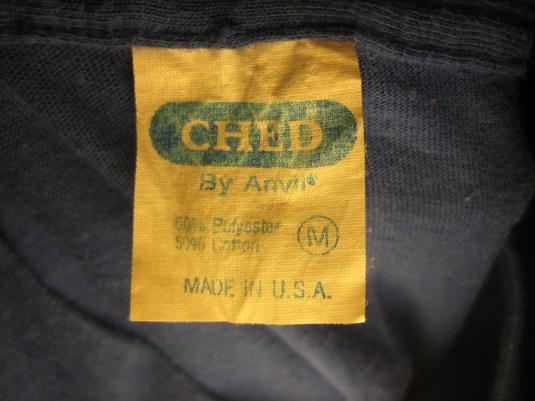 CHED
By Anvil®
50% Polyester
50% Cotton
M
MADE IN U.S.A.